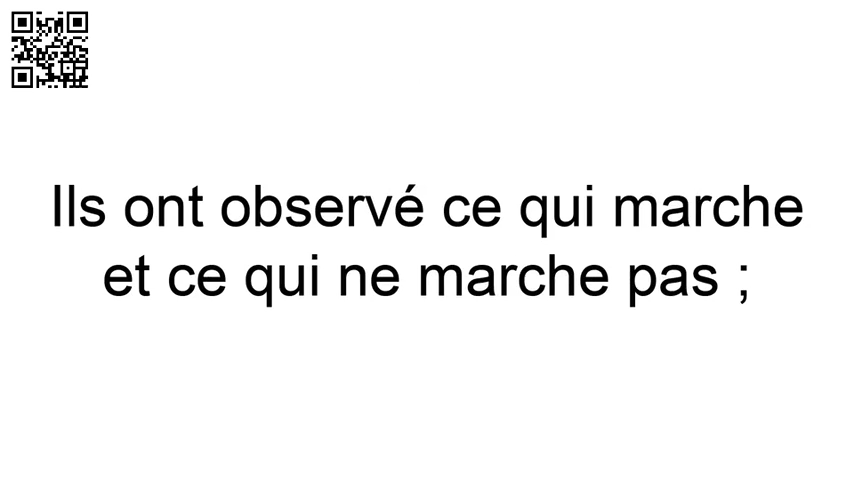 Ils ont observé ce qui marche
et ce qui ne marche pas ;